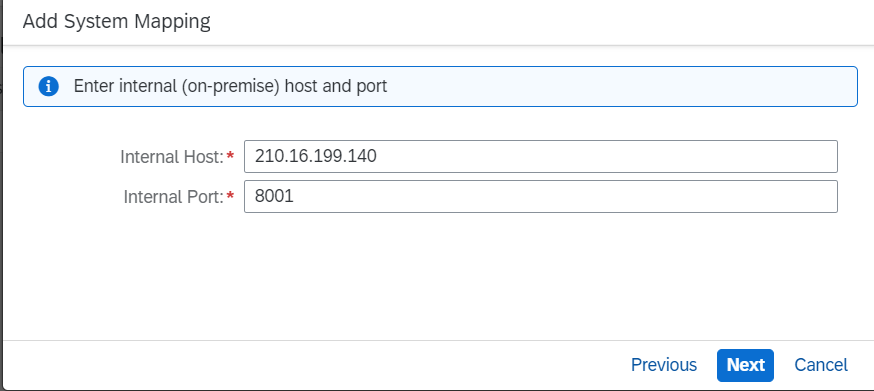 Add System Mapping
Enter internal (on-premise) host and port
Internal Host:* 210.16.199.140
Internal Port:* 8001
Previous Next Cancel